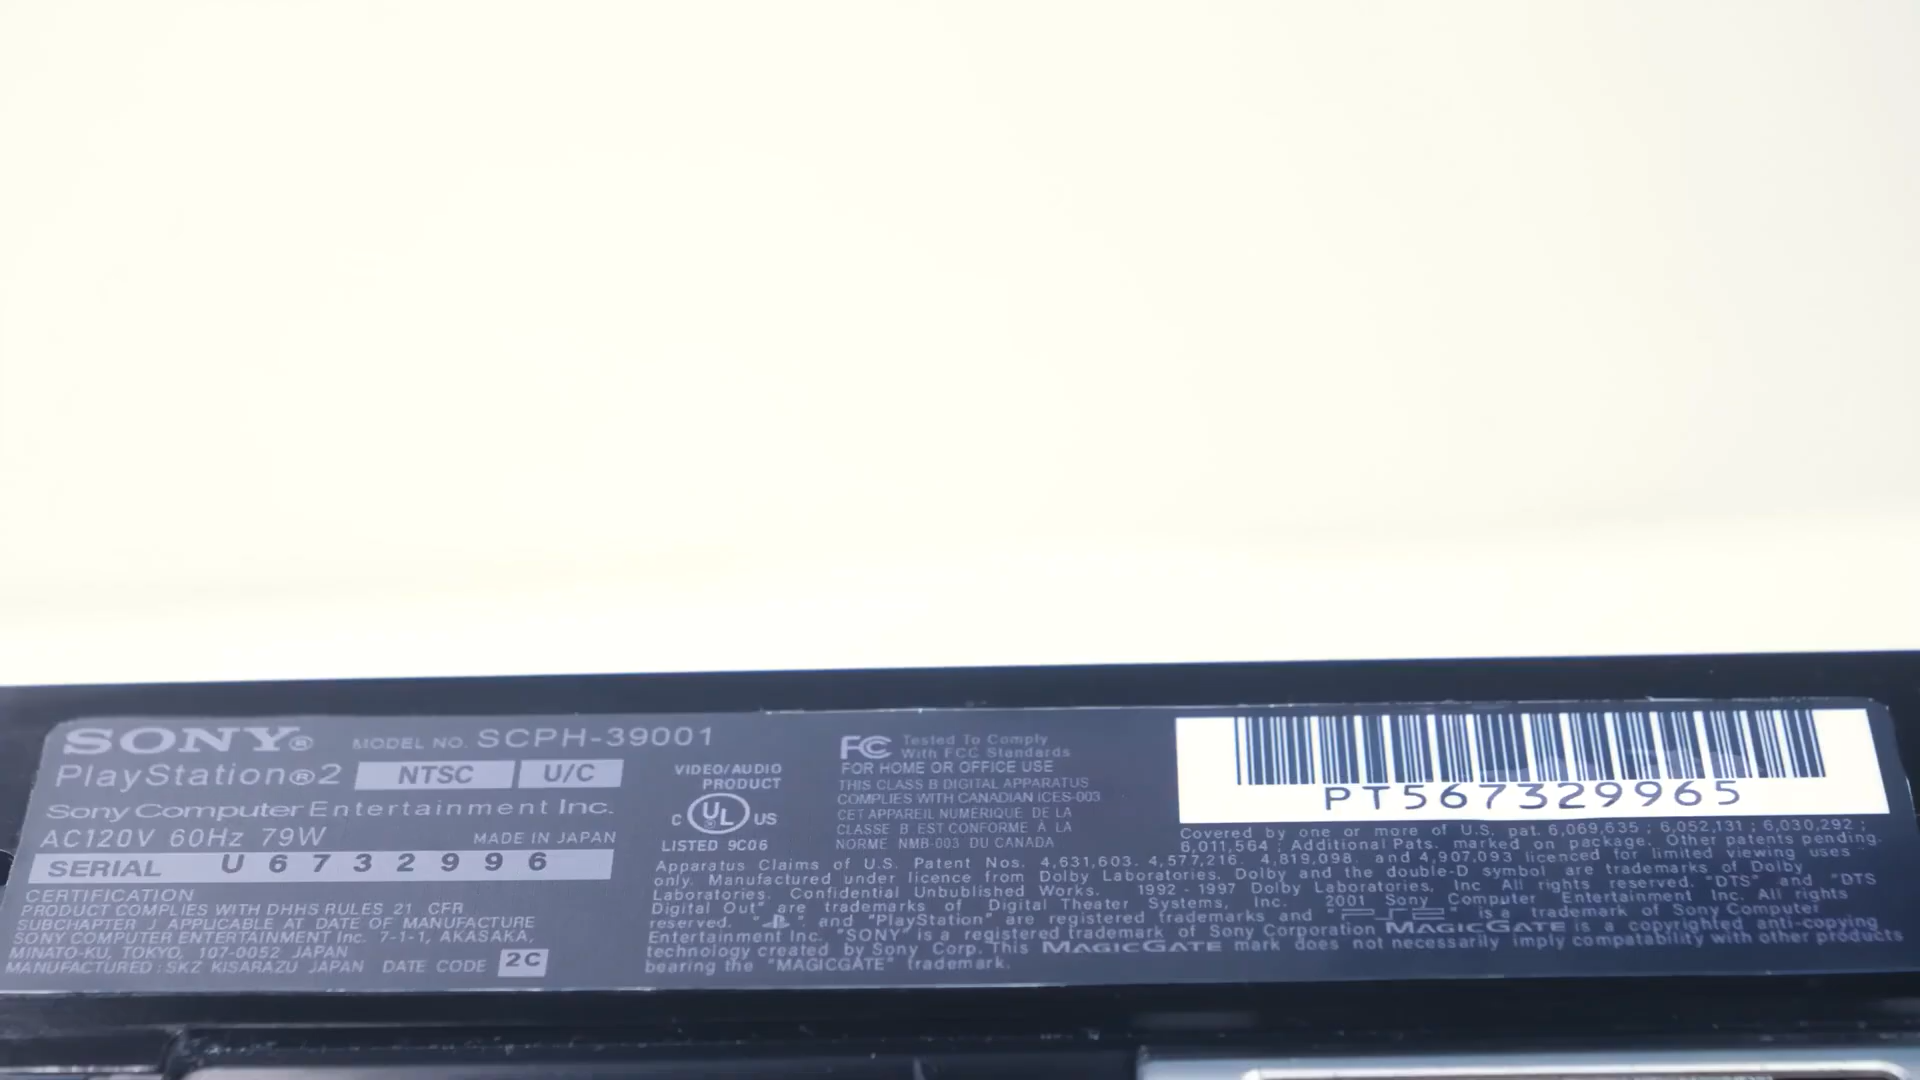 SONY® MODEL NO. SCPH-39001
PlayStation®2 NTSC U/C
Sony Computer Entertainment Inc.
AC120V 60Hz 79W MADE IN JAPAN
SERIAL U6732996
CERTIFICATION
PRODUCT COMPLIES WITH DHHS RULES 21 CFR
SUBCHAPTER J APPLICABLE AT DATE OF MANUFACTURE
SONY COMPUTER ENTERTAINMENT Inc. 7-1-1, AKASAKA,
MINATO-KU, TOKYO, 107-0052 JAPAN
MANUFACTURED : SKZ KISARAZU JAPAN DATE CODE 2C
VIDEO/AUDIO
PRODUCT
C UL US
LISTED 9C06
FC Tested To Comply
With FCC Standards
FOR HOME OR OFFICE USE
THIS CLASS B DIGITAL APPARATUS
COMPLIES WITH CANADIAN ICES-003
CET APPAREIL NUMÉRIQUE DE LA
CLASSE B EST CONFORME À LA
NORME NMB-003 DU CANADA
PT567329965
Covered by one or more of U.S. pat. 6,069,635 ; 6,052,131 ; 6,030,292 ;
6,011,564 ; Additional Pats. marked on package. Other patents pending.
Apparatus Claims of U.S. Patent Nos. 4,631,603, 4,577,216, 4,819,098, and 4,907,093 licenced for limited viewing uses
only. Manufactured under licence from Dolby Laboratories. Dolby and the double-D symbol are trademarks of Dolby
Laboratories. Confidential Unpublished Works. 1992 - 1997 Dolby Laboratories, Inc. All rights reserved. "DTS" and "DTS
Digital Out" are trademarks of Digital Theater Systems, Inc. 2001 Sony Computer Entertainment Inc. All rights
reserved. " " and "PlayStation" are registered trademarks and "PS2" is a trademark of Sony Computer
Entertainment Inc. "SONY" is a registered trademark of Sony Corporation MAGICGATE is a copyrighted anti-copying
technology created by Sony Corp. This MAGICGATE mark does not necessarily imply compatability with other products
bearing the "MAGICGATE" trademark.